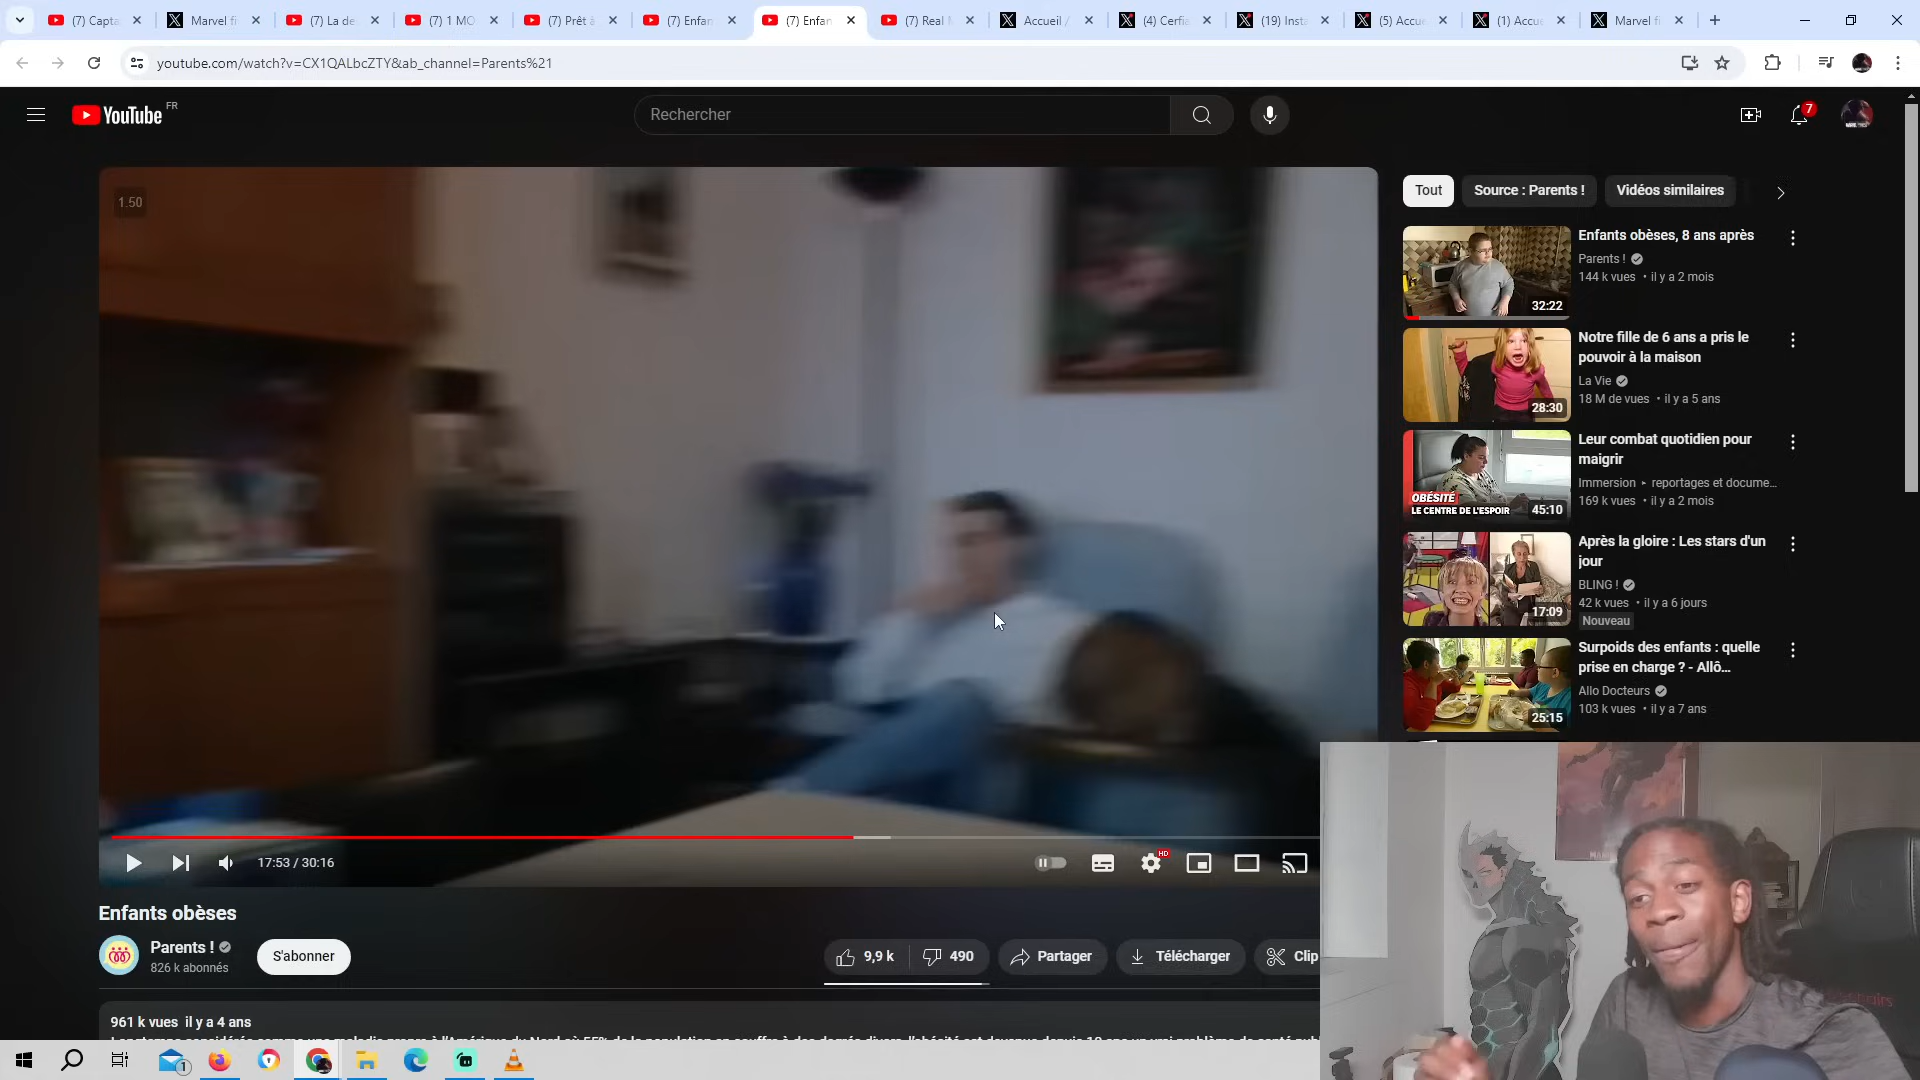 (7) Capta
Marvel fi
(7) La de
(7) 1 MO
(7) Prêt à
(7) Enfan
(7) Enfan
(7) Real
Accueil /
(4) Cerfi
(19) Insta
(5) Accue
(1) Accue
Marvel fi
youtube.com/watch?v=CX1QALbcZTY&ab_channel=Parents%21
YouTube FR
Rechercher
7
1.50
Tout
Source : Parents !
Vidéos similaires
Enfants obèses, 8 ans après
Parents !
144 k vues • il y a 2 mois
32:22
Notre fille de 6 ans a pris le
pouvoir à la maison
La Vie
18 M de vues • il y a 5 ans
28:30
Leur combat quotidien pour
maigrir
Immersion ▸ reportages et docume...
169 k vues • il y a 2 mois
OBÉSITÉ
LE CENTRE DE L'ESPOIR
45:10
Après la gloire : Les stars d'un
jour
BLING !
42 k vues • il y a 6 jours
17:09
Nouveau
Surpoids des enfants : quelle
prise en charge ? - Allô...
Allo Docteurs
103 k vues • il y a 7 ans
25:15
17:53 / 30:16
HD
Enfants obèses
Parents !
826 k abonnés
S'abonner
9,9 k
490
Partager
Télécharger
Clip
961 k vues il y a 4 ans
1